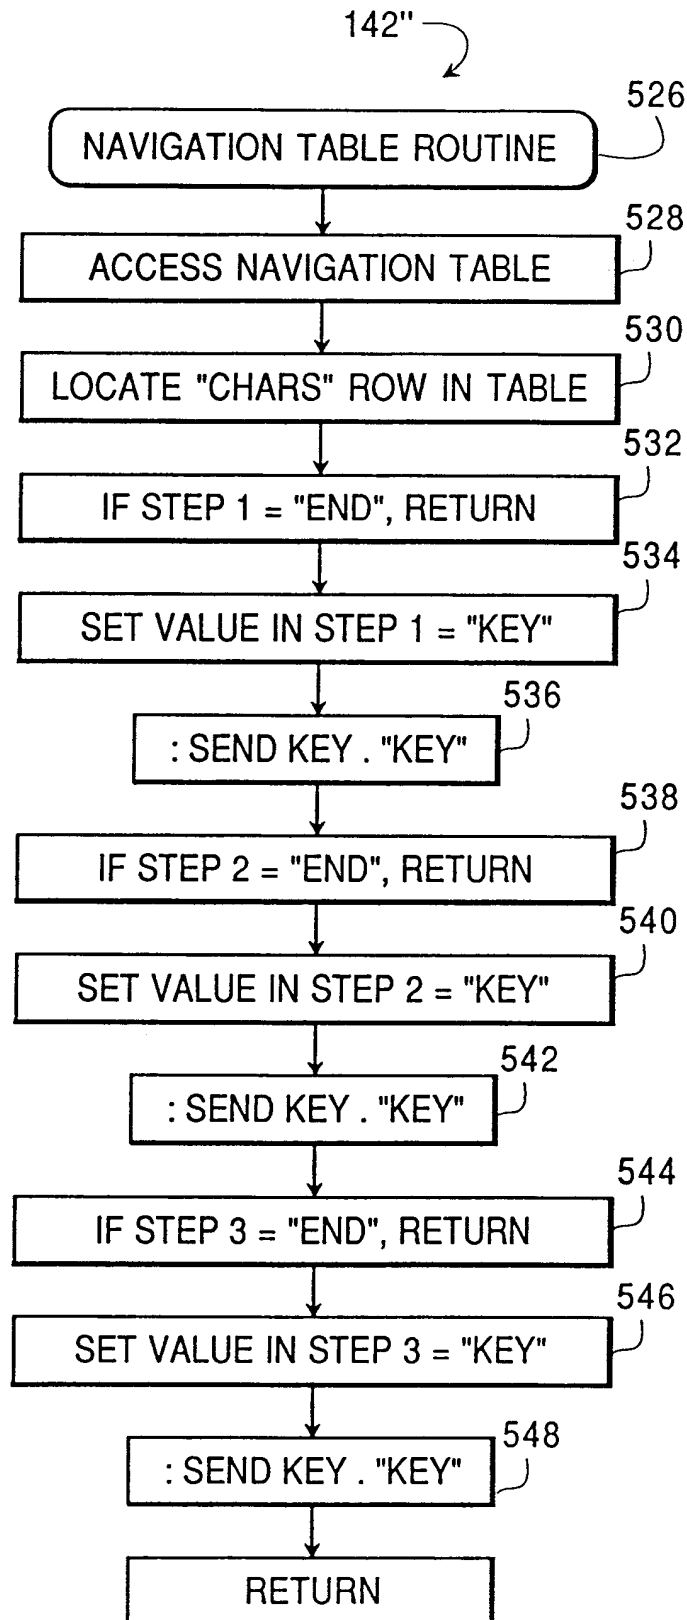 142"
526
NAVIGATION TABLE ROUTINE
528
ACCESS NAVIGATION TABLE
530
LOCATE "CHARS" ROW IN TABLE
532
IF STEP 1 = "END", RETURN
534
SET VALUE IN STEP 1 = "KEY"
536
: SEND KEY . "KEY"
538
IF STEP 2 = "END", RETURN
540
SET VALUE IN STEP 2 = "KEY"
542
: SEND KEY . "KEY"
544
IF STEP 3 = "END", RETURN
546
SET VALUE IN STEP 3 = "KEY"
548
: SEND KEY . "KEY"
RETURN